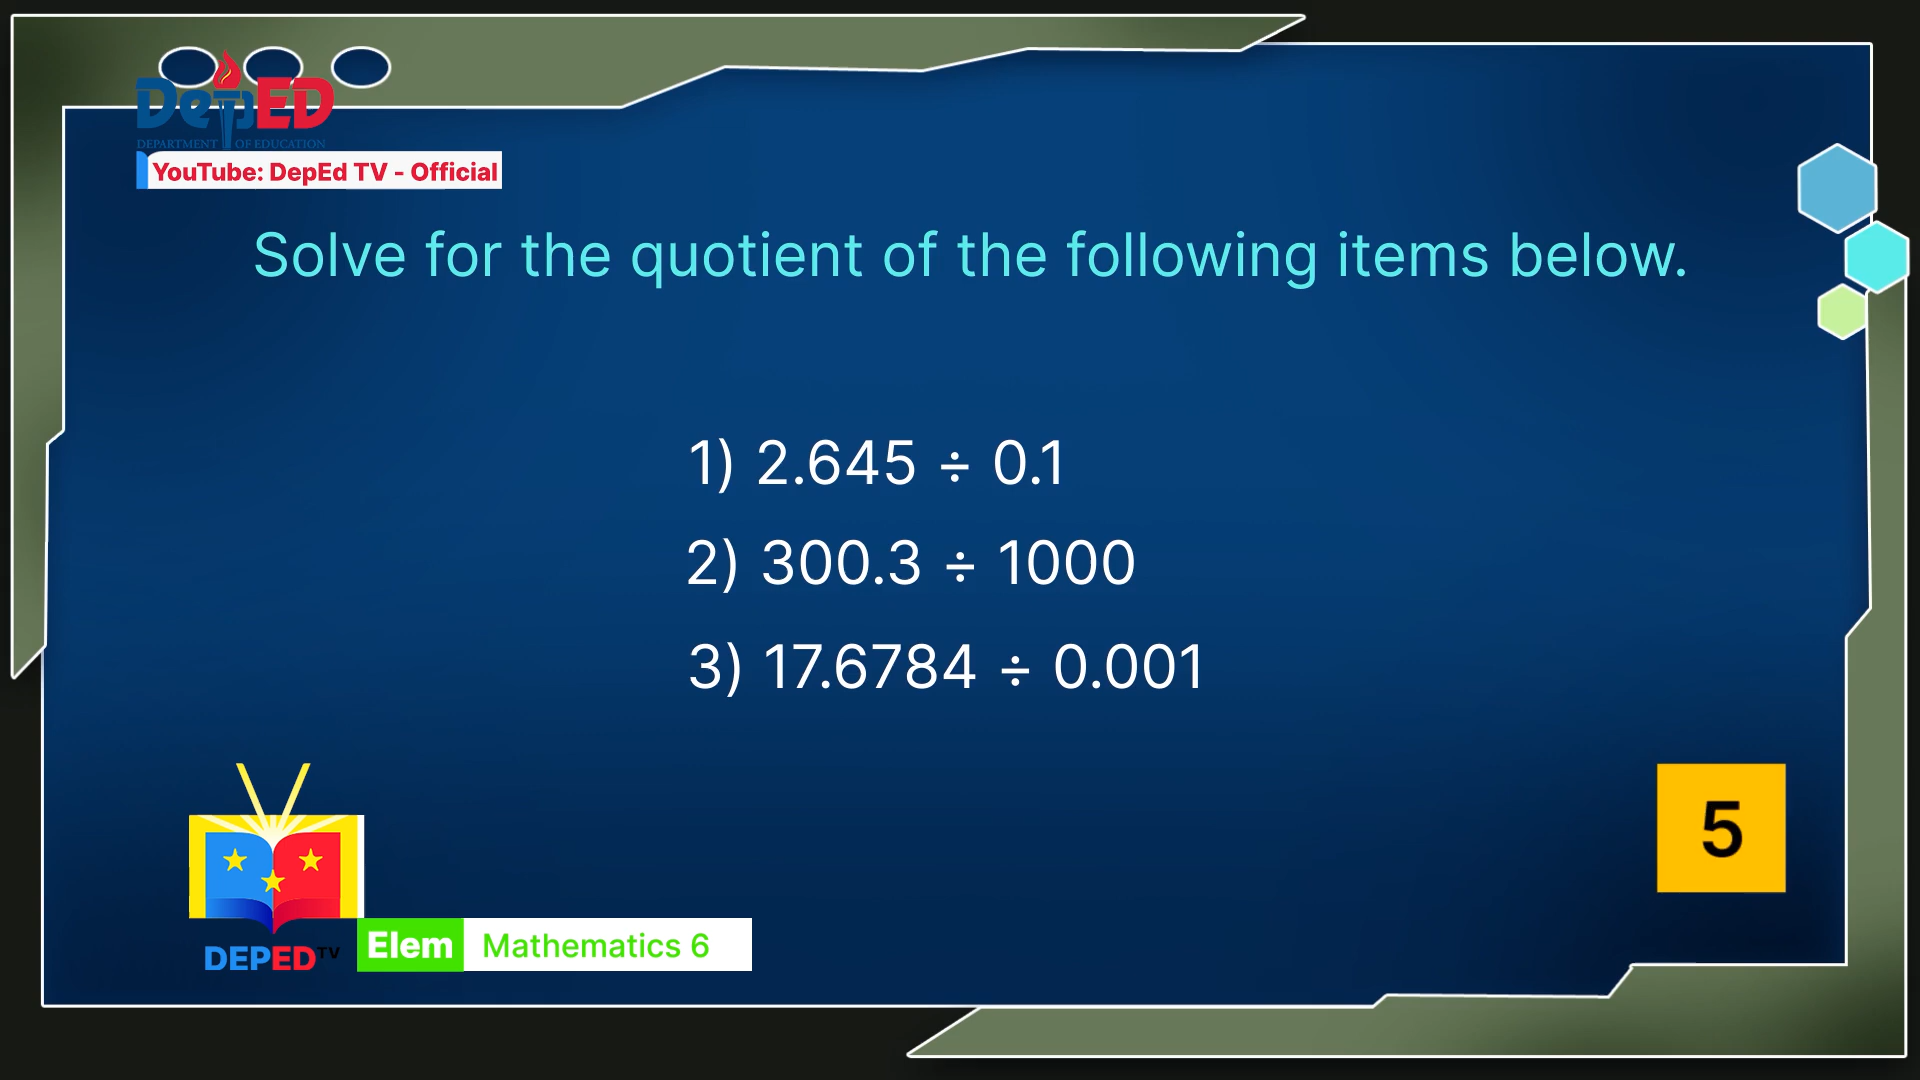 DepED
DEPARTMENT OF EDUCATION
YouTube: DepEd TV - Official
Solve for the quotient of the following items below.
1) 2.645 ÷ 0.1
2) 300.3 ÷ 1000
3) 17.6784 ÷ 0.001
5
DEPED TV
Elem Mathematics 6